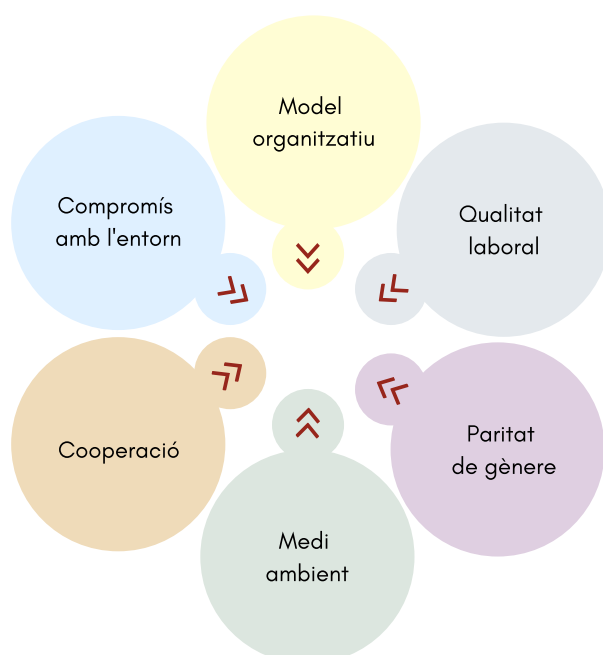 Model
organitzatiu
Compromís
amb l'entorn
Qualitat
laboral
Cooperació
Paritat
de gènere
Medi
ambient